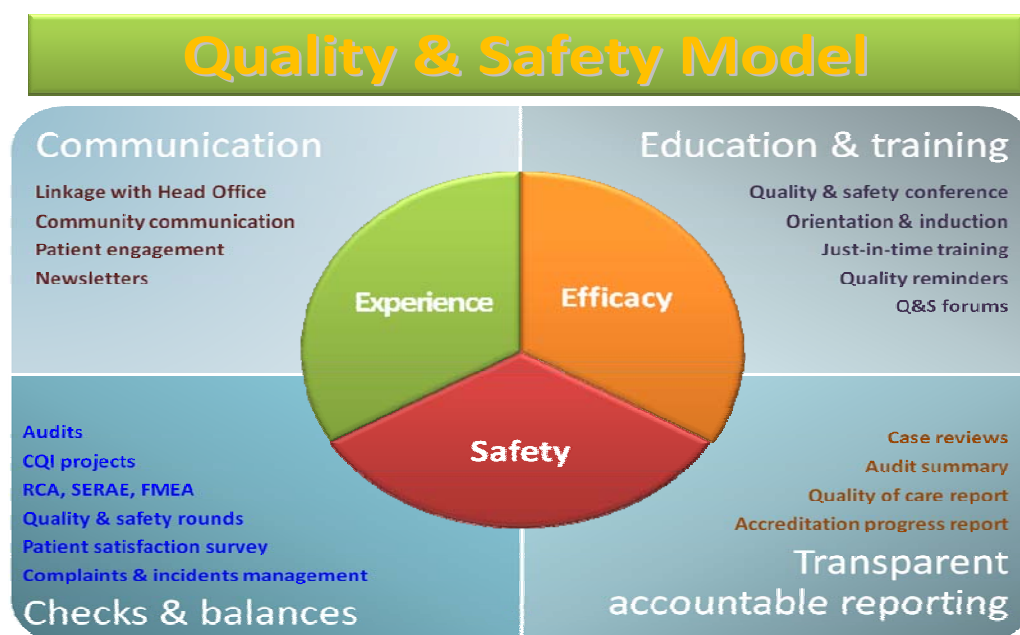 Quality & Safety Model
Communication
Linkage with Head Office
Community communication
Patient engagement
Newsletters
Education & training
Quality & safety conference
Orientation & induction
Just-in-time training
Quality reminders
Q&S forums
Experience
Efficacy
Safety
Audits
CQI projects
RCA, SERAE, FMEA
Quality & safety rounds
Patient satisfaction survey
Complaints & incidents management
Checks & balances
Case reviews
Audit summary
Quality of care report
Accreditation progress report
Transparent
accountable reporting